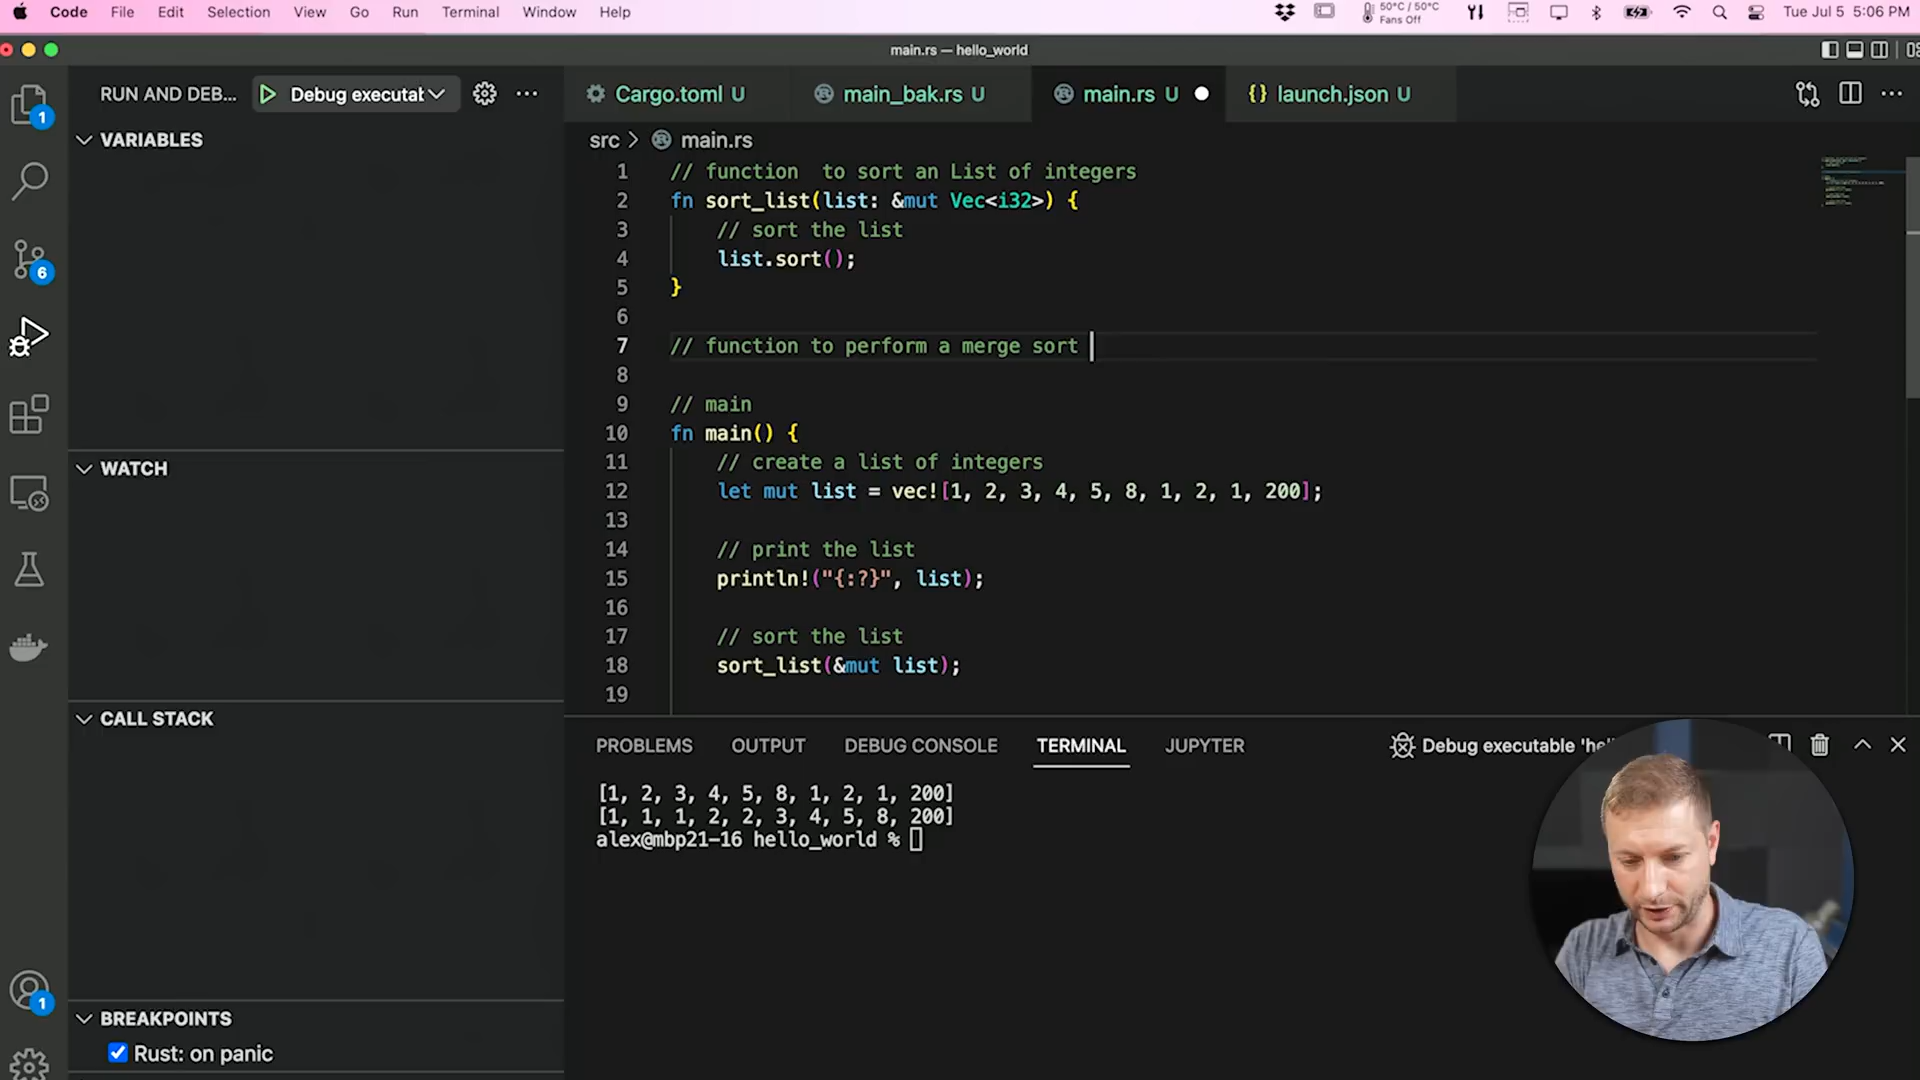 Code File Edit Selection View Go Run Terminal Window Help
50°C / 50°C
Fans Off
Tue Jul 5 5:06 PM
main.rs — hello_world
RUN AND DEB...
Debug executat
Cargo.toml U
main_bak.rs U
main.rs U
launch.json U
1
6
1
src > main.rs
VARIABLES
WATCH
CALL STACK
BREAKPOINTS
Rust: on panic
1 // function  to sort an List of integers
2 fn sort_list(list: &mut Vec<i32>) {
3     // sort the list
4     list.sort();
5 }
6
7 // function to perform a merge sort
8
9 // main
10 fn main() {
11     // create a list of integers
12     let mut list = vec![1, 2, 3, 4, 5, 8, 1, 2, 1, 200];
13
14     // print the list
15     println!("{:?}", list);
16
17     // sort the list
18     sort_list(&mut list);
19
PROBLEMS OUTPUT DEBUG CONSOLE TERMINAL JUPYTER
Debug executable 'hel
[1, 2, 3, 4, 5, 8, 1, 2, 1, 200]
[1, 1, 1, 2, 2, 3, 4, 5, 8, 200]
alex@mbp21-16 hello_world %